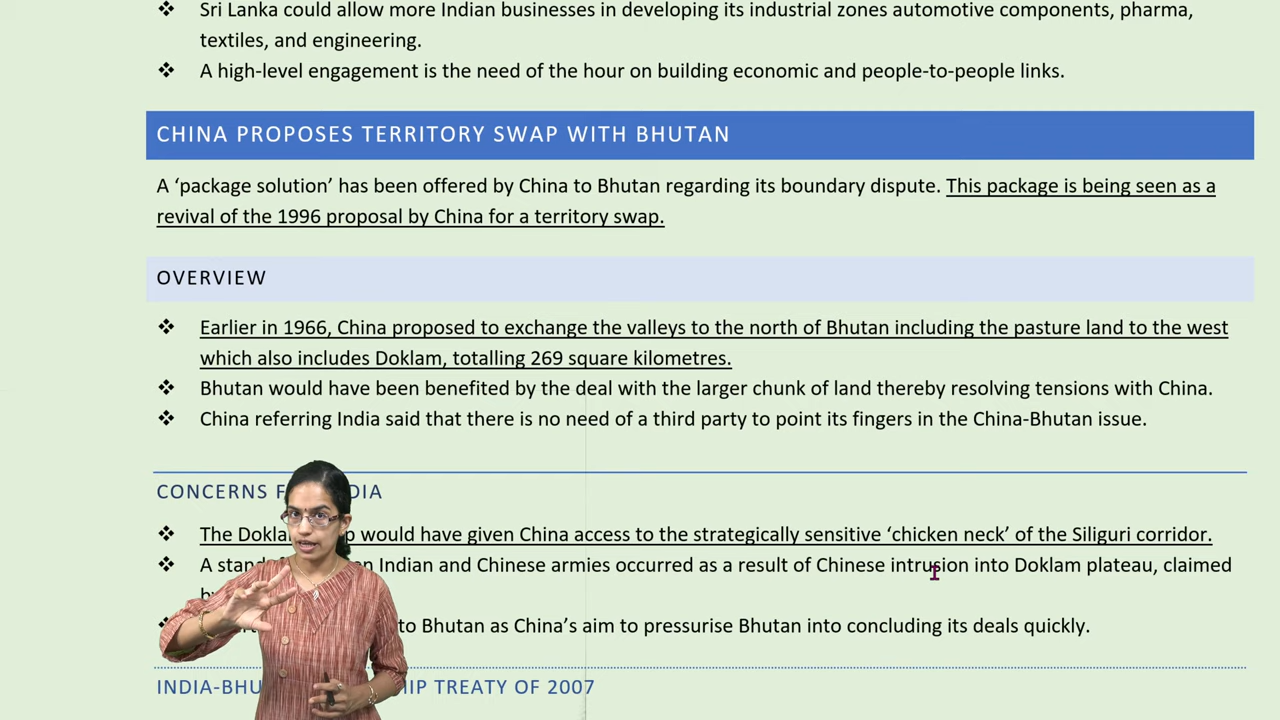 ❖ Sri Lanka could allow more Indian businesses in developing its industrial zones automotive components, pharma,
textiles, and engineering.
❖ A high-level engagement is the need of the hour on building economic and people-to-people links.
CHINA PROPOSES TERRITORY SWAP WITH BHUTAN
A ‘package solution’ has been offered by China to Bhutan regarding its boundary dispute. This package is being seen as a
revival of the 1996 proposal by China for a territory swap.
OVERVIEW
❖ Earlier in 1966, China proposed to exchange the valleys to the north of Bhutan including the pasture land to the west
which also includes Doklam, totalling 269 square kilometres.
❖ Bhutan would have been benefited by the deal with the larger chunk of land thereby resolving tensions with China.
❖ China referring India said that there is no need of a third party to point its fingers in the China-Bhutan issue.
CONCERNS F DIA
❖ The Dokla p would have given China access to the strategically sensitive ‘chicken neck’ of the Siliguri corridor.
❖ A stand Indian and Chinese armies occurred as a result of Chinese intrusion into Doklam plateau, claimed
to Bhutan as China’s aim to pressurise Bhutan into concluding its deals quickly.
INDIA-BHU IP TREATY OF 2007